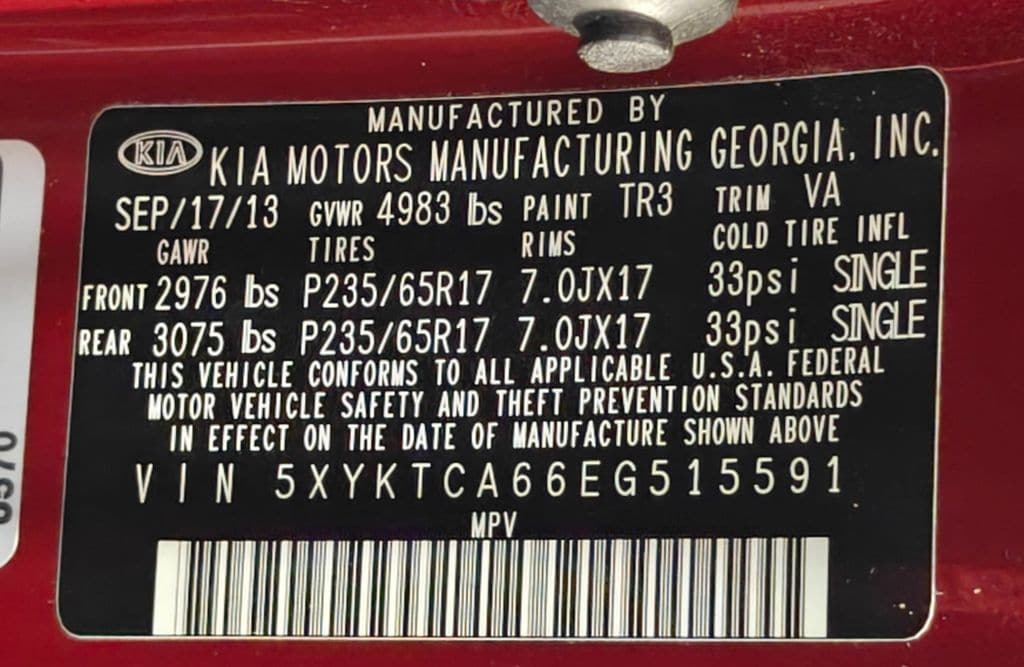 MANUFACTURED BY
KIA KIA MOTORS MANUFACTURING GEORGIA, INC.
SEP/17/13 GVWR 4983 lbs PAINT TR3 TRIM VA
GAWR TIRES RIMS COLD TIRE INFL
FRONT 2976 lbs P235/65R17 7.0JX17 33psi SINGLE
REAR 3075 lbs P235/65R17 7.0JX17 33psi SINGLE
THIS VEHICLE CONFORMS TO ALL APPLICABLE U.S.A. FEDERAL
MOTOR VEHICLE SAFETY AND THEFT PREVENTION STANDARDS
IN EFFECT ON THE DATE OF MANUFACTURE SHOWN ABOVE
VIN 5XYKTCA66EG515591
MPV